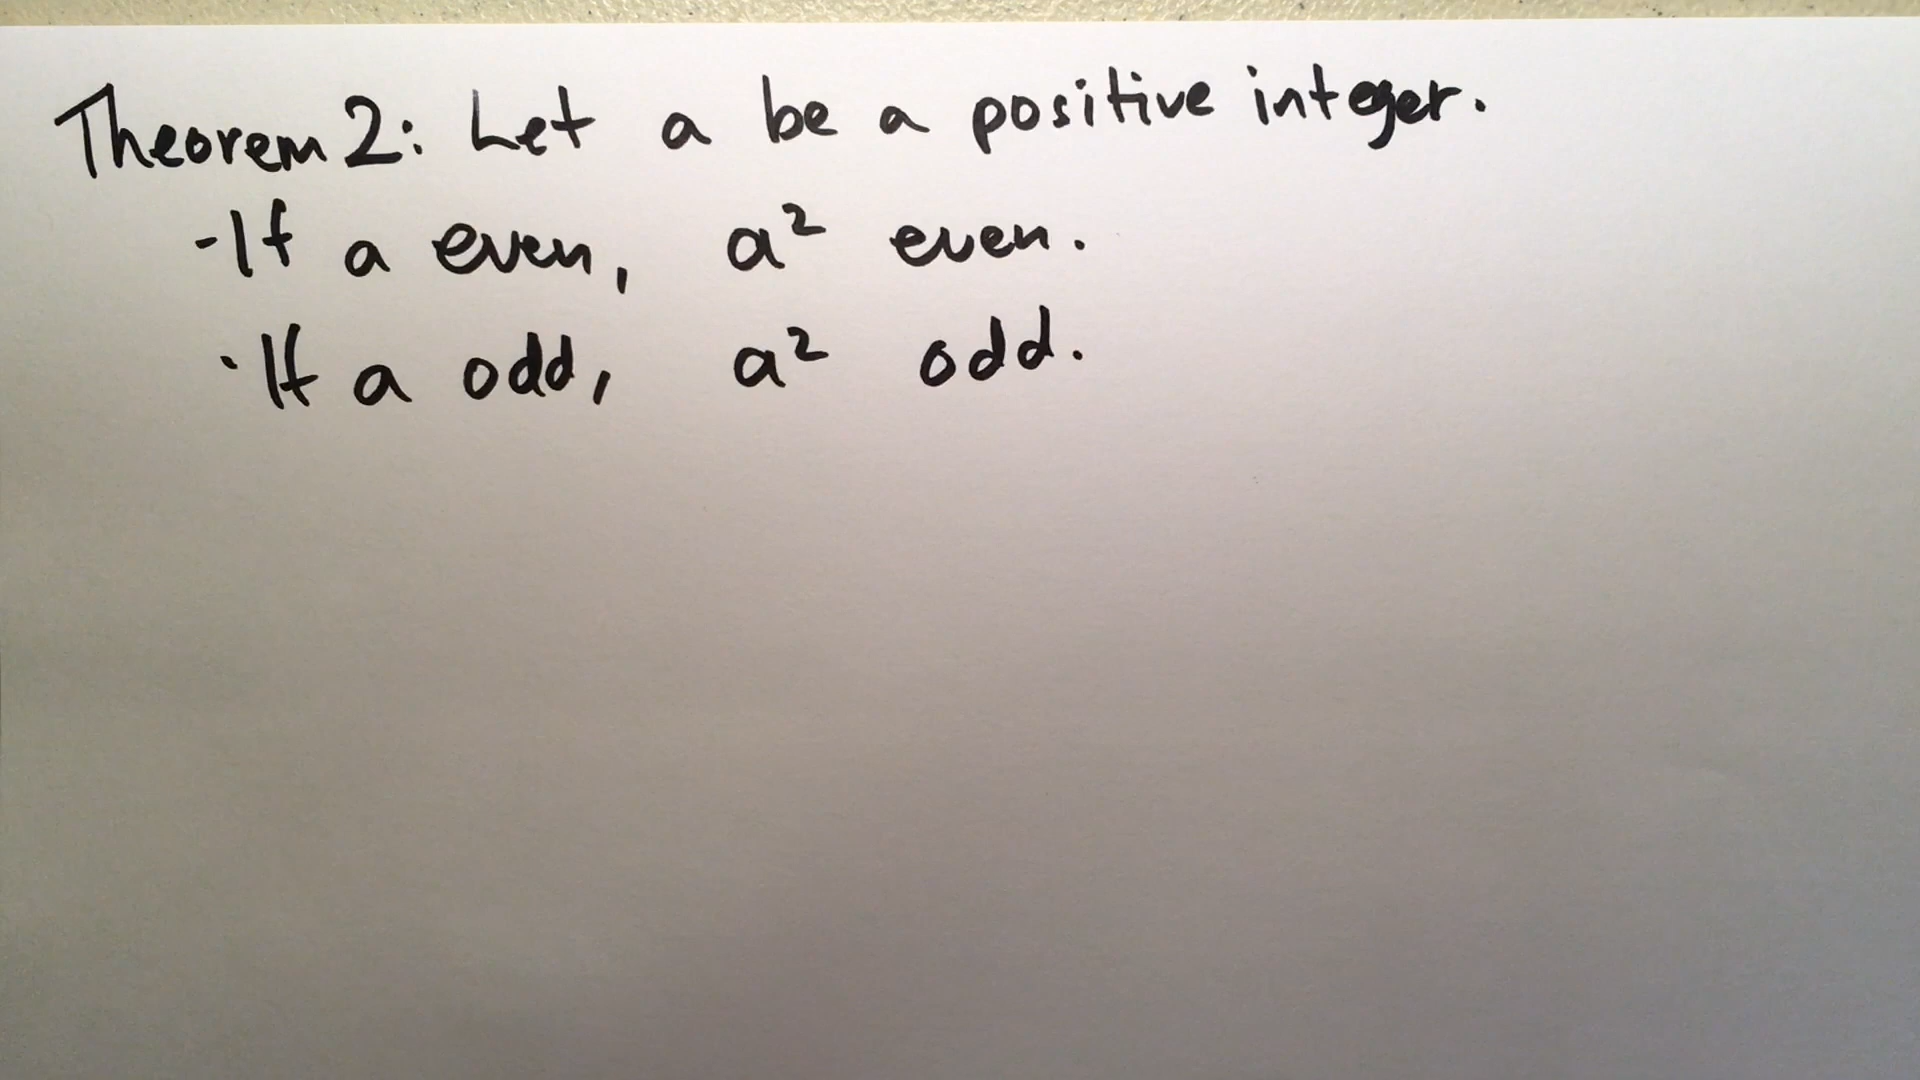 Theorem 2: Let a be a positive integer.
-If a even, a² even.
·If a odd, a² odd.